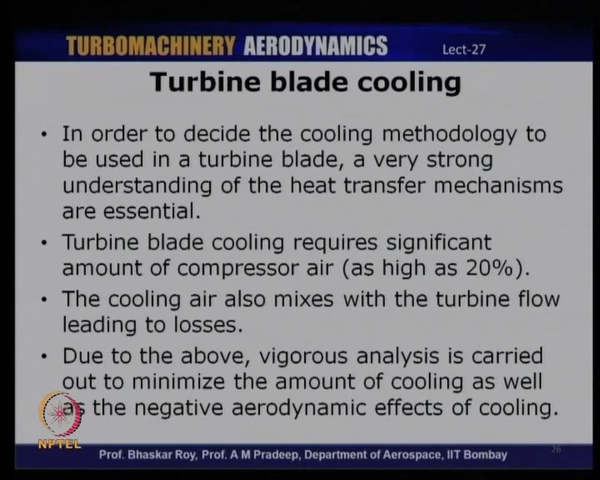 TURBOMACHINERY AERODYNAMICS Lect-27
Turbine blade cooling
• In order to decide the cooling methodology to
be used in a turbine blade, a very strong
understanding of the heat transfer mechanisms
are essential.
• Turbine blade cooling requires significant
amount of compressor air (as high as 20%).
• The cooling air also mixes with the turbine flow
leading to losses.
• Due to the above, vigorous analysis is carried
out to minimize the amount of cooling as well
as the negative aerodynamic effects of cooling.
NPTEL
Prof. Bhaskar Roy, Prof. A M Pradeep, Department of Aerospace, IIT Bombay
26